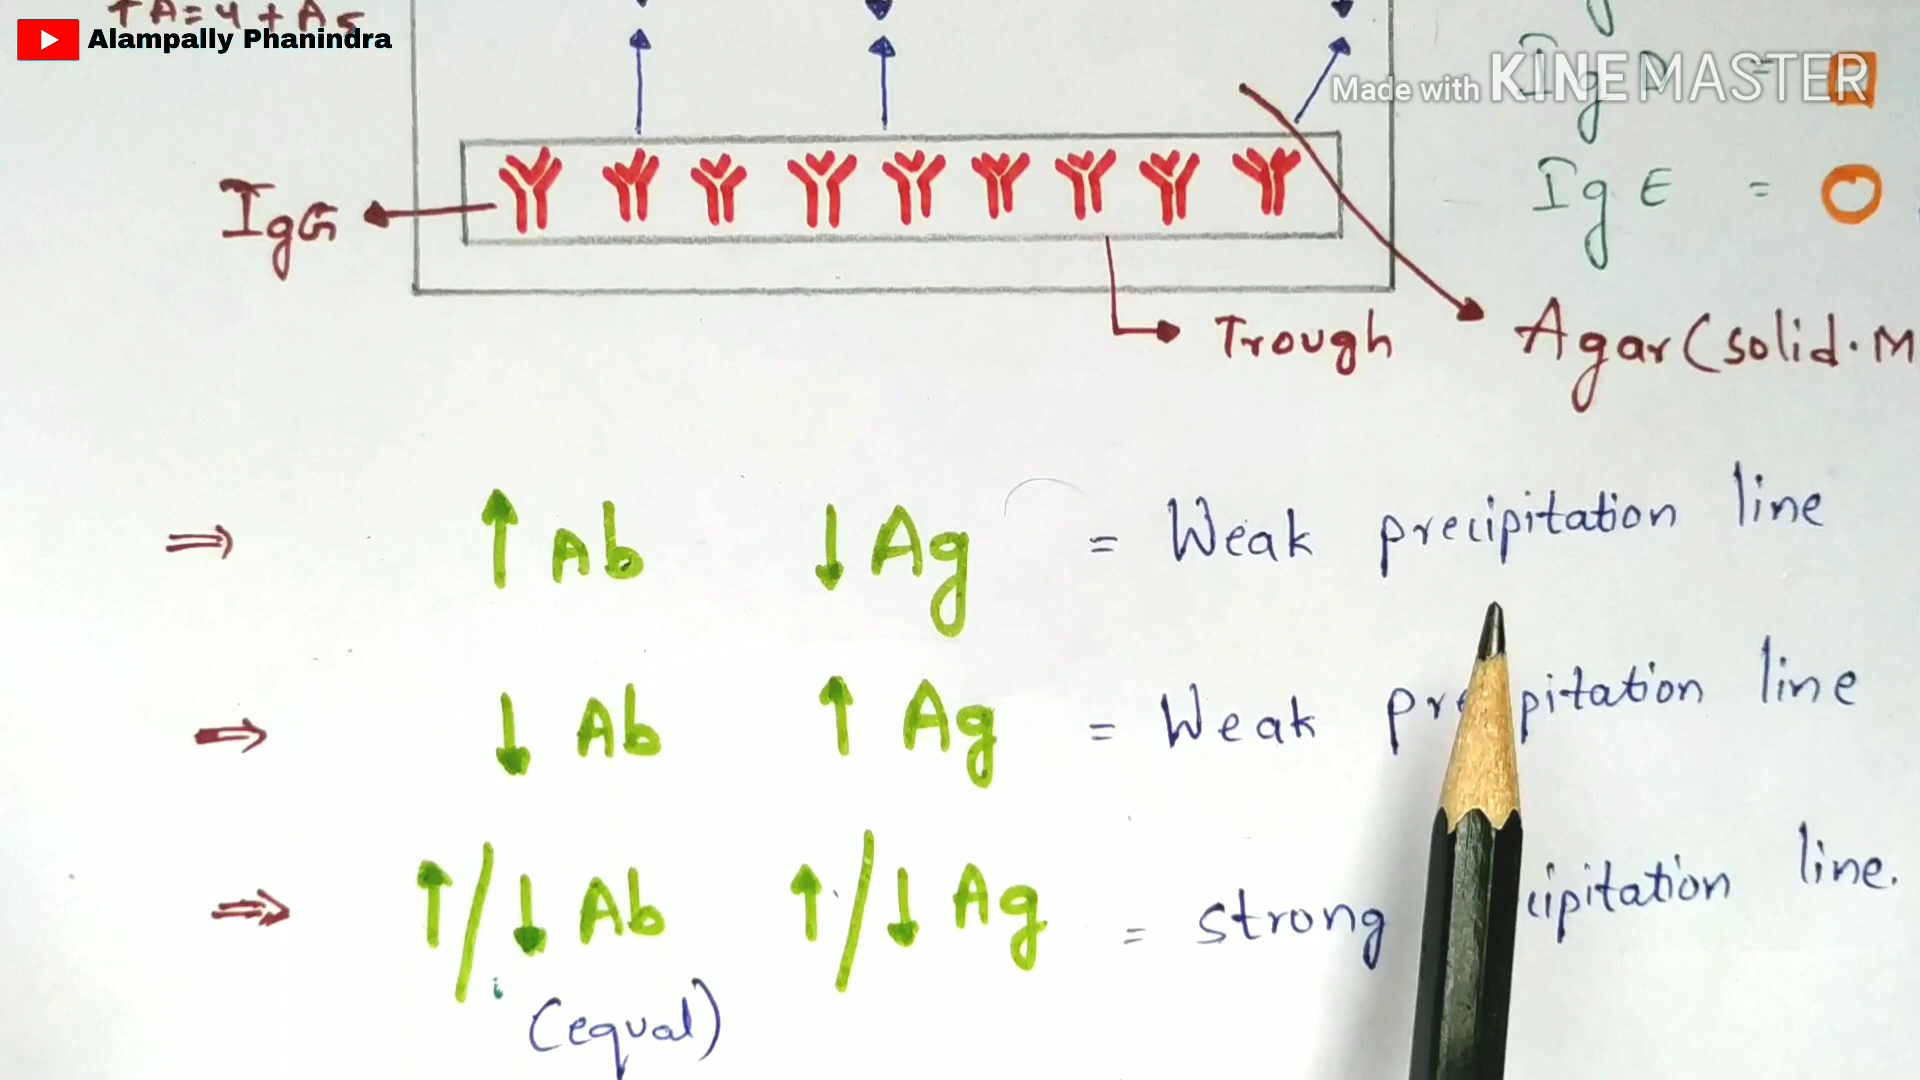 Alampally Phanindra
Made with KINEMASTER
IgD =
IgE =
IgG
Trough
Agar (solid. M
⇒ ↑ Ab ↓ Ag = Weak precipitation line
⇒ ↓ Ab ↑ Ag = Weak pr pitation line
⇒ ↑/↓ Ab ↑/↓ Ag = strong cipitation line.
(equal)